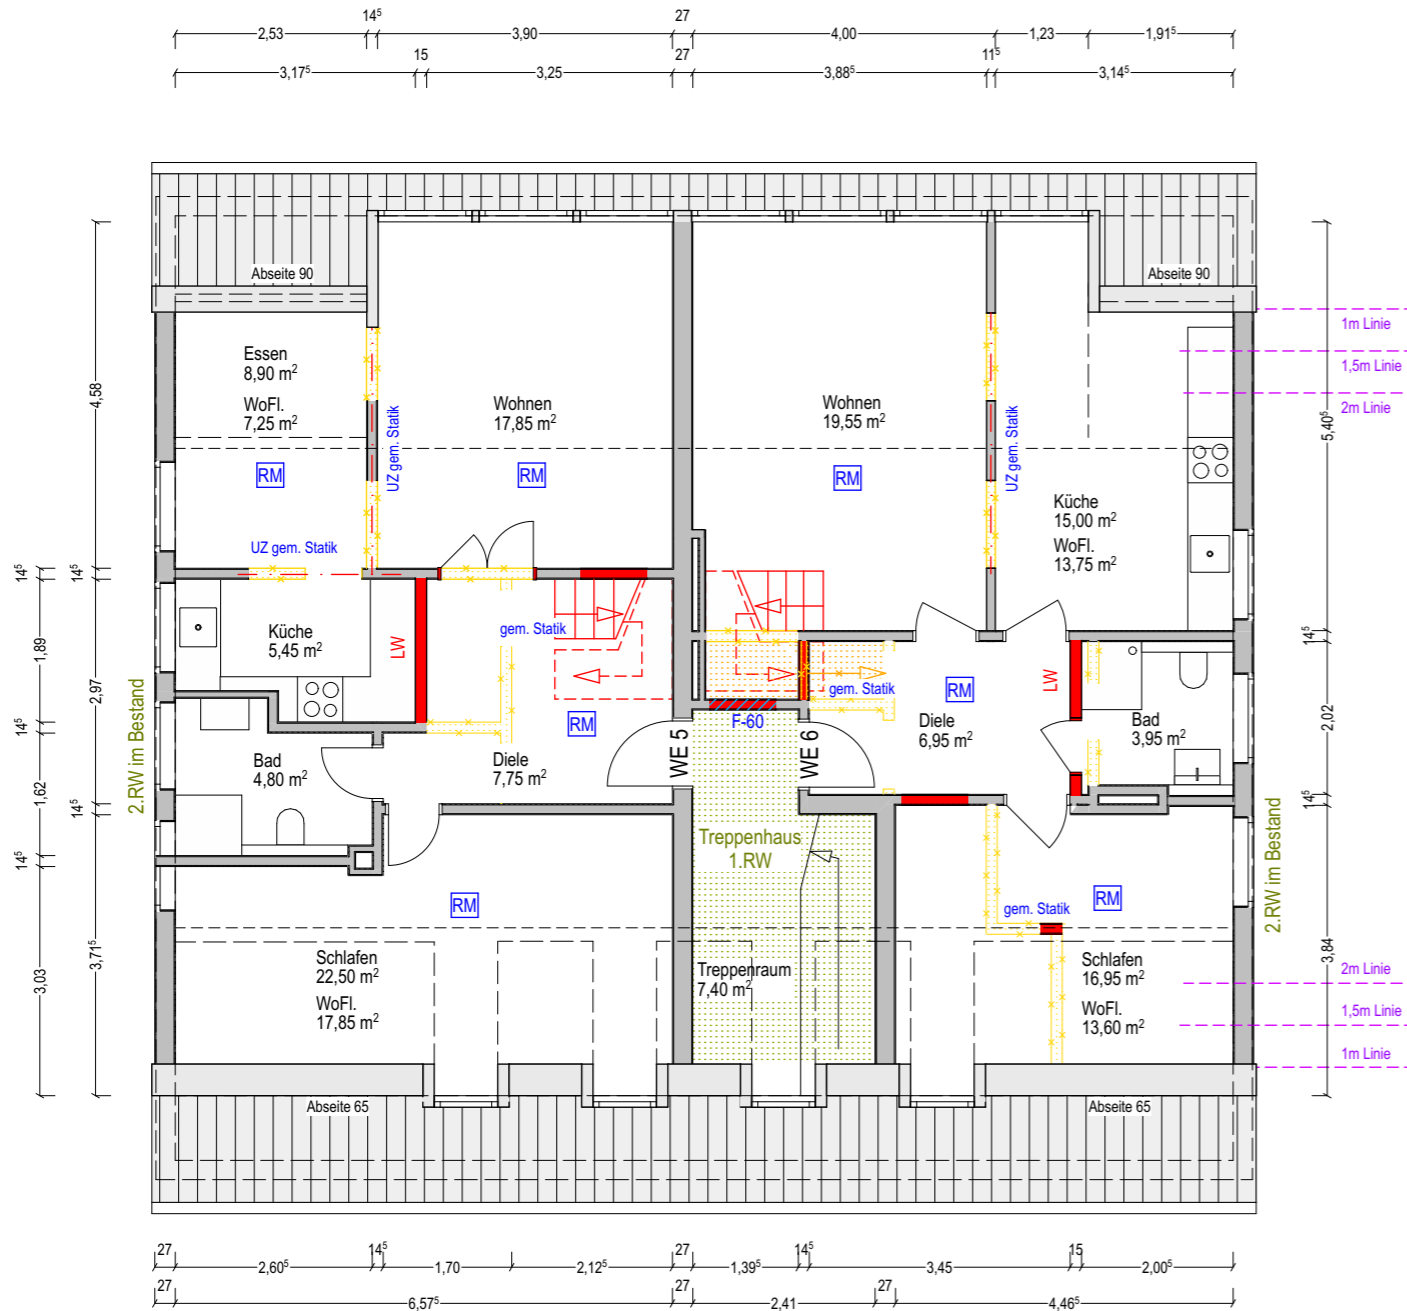 14⁵ 27
2,53 3,90 4,00 1,23 1,91⁵
15 27 11⁵
3,17⁵ 3,25 3,88⁵ 3,14⁵
Abseite 90
Abseite 90
1m Linie
1,5m Linie
2m Linie
Essen
8,90 m²
WoFl.
7,25 m²
Wohnen
17,85 m²
Wohnen
19,55 m²
UZ gem. Statik
UZ gem. Statik
RM
RM
RM
Küche
15,00 m²
WoFl.
13,75 m²
UZ gem. Statik
Küche
5,45 m²
LW
gem. Statik
RM
gem. Statik
RM
LW
F-60
Diele
6,95 m²
Bad
3,95 m²
WE 5
WE 6
Bad
4,80 m²
Diele
7,75 m²
2.RW im Bestand
2.RW im Bestand
Treppenhaus
1.RW
RM
RM
gem. Statik
Schlafen
22,50 m²
WoFl.
17,85 m²
Treppenraum
7,40 m²
Schlafen
16,95 m²
WoFl.
13,60 m²
2m Linie
1,5m Linie
1m Linie
Abseite 65
Abseite 65
4,58
14⁵
2,97
14⁵
3,71⁵
14⁵
1,89
14⁵
1,62
14⁵
3,03
5,40⁵
14⁵
2,02
14⁵
3,84
27 14⁵ 27 14⁵ 15
2,60⁵ 1,70 2,12⁵ 1,39⁵ 3,45 2,00⁵
27 27 27
6,57⁵ 2,41 4,46⁵